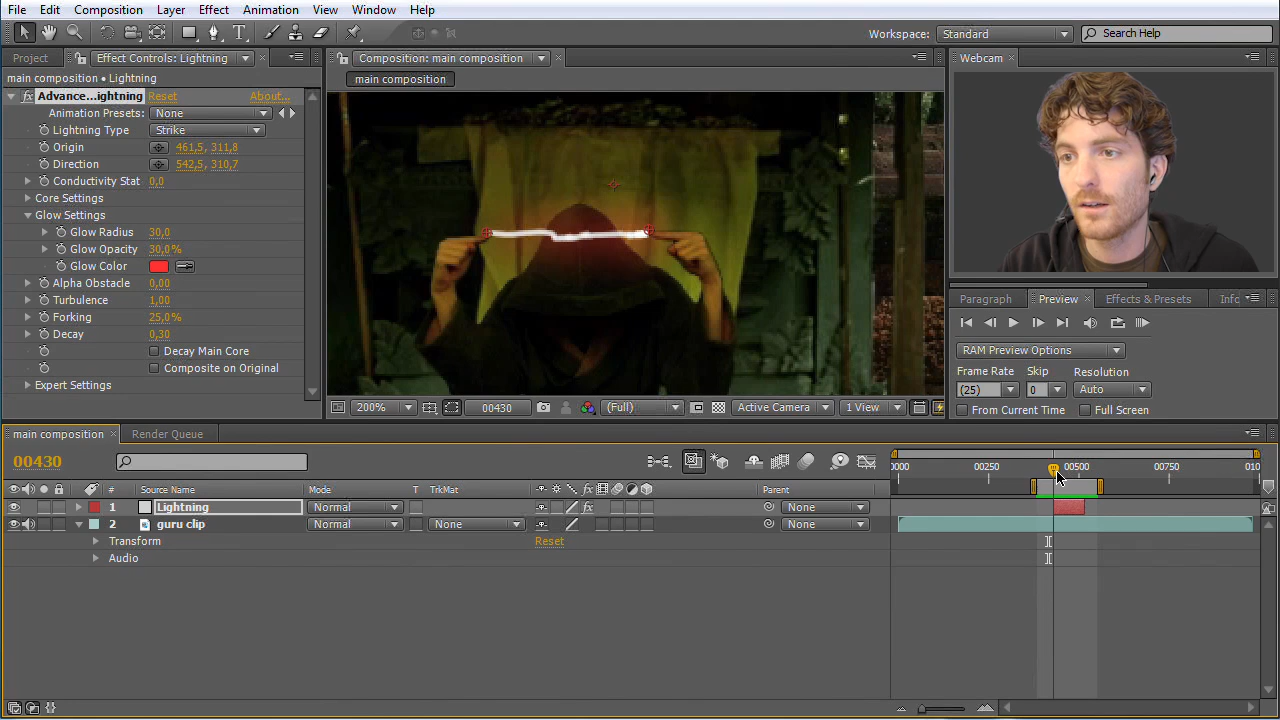 File Edit Composition Layer Effect Animation View Window Help
Workspace: Standard Search Help
Project Effect Controls: Lightning Composition: main composition Webcam
main composition • Lightning main composition
Advance...ightning Reset About...
Animation Presets: None
Lightning Type Strike
Origin 461,5, 311,8
Direction 542,5, 310,7
Conductivity Stat 0,0
Core Settings
Glow Settings
Glow Radius 30,0
Glow Opacity 30,0%
Glow Color
Alpha Obstacle 0,00
Turbulence 1,00
Forking 25,0%
Decay 0,30
Decay Main Core
Composite on Original
Expert Settings
200% 00430 (Full) Active Camera 1 View
Paragraph Preview Effects & Presets Info
RAM Preview Options
Frame Rate Skip Resolution
(25) 0 Auto
From Current Time Full Screen
main composition Render Queue
00430
0000 00250 00500 00750 010
# Source Name Mode T TrkMat Parent
1 Lightning Normal None
2 guru clip Normal None None
Transform Reset
Audio